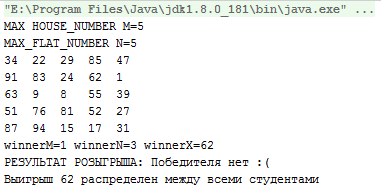 "E:\Program Files\Java\jdk1.8.0_181\bin\java.exe" ...
MAX HOUSE_NUMBER M=5
MAX_FLAT_NUMBER N=5
34 22 29 85 47
91 83 24 62 1
63 9 8 55 39
51 76 81 52 27
87 94 15 17 31
winnerM=1 winnerN=3 winnerX=62
РЕЗУЛЬТАТ РОЗЫГРЫША: Победителя нет :(
Выигрыш 62 распределен между всеми студентами